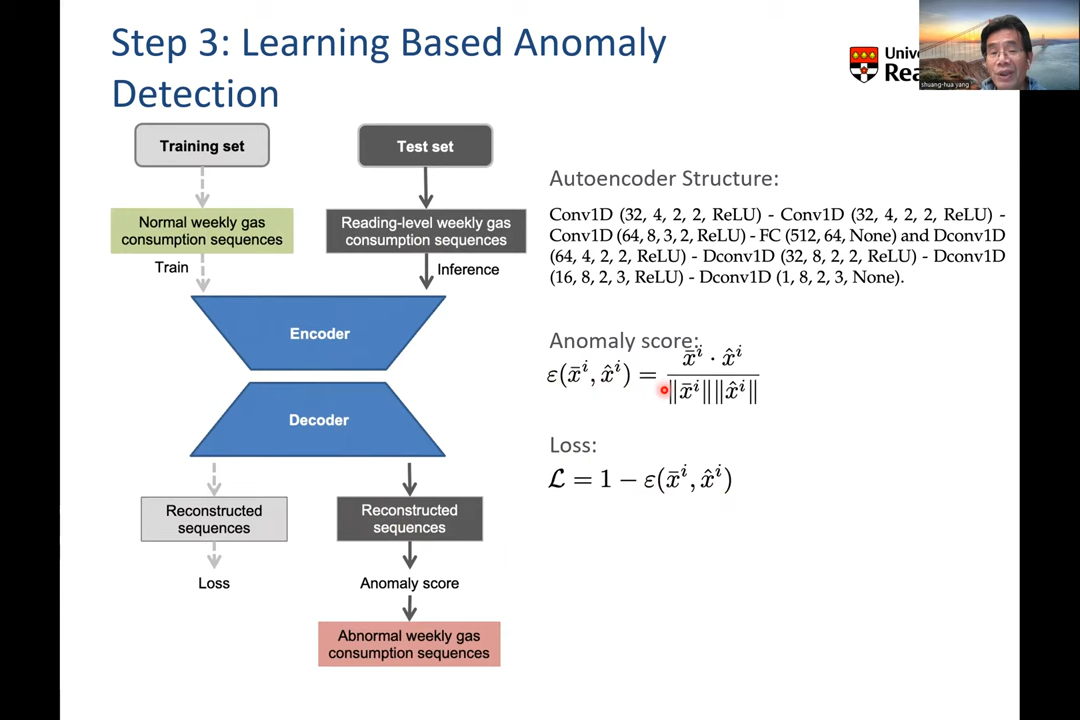 Step 3: Learning Based Anomaly
Detection
shuang-hua yang
Training set
Test set
Normal weekly gas
consumption sequences
Reading-level weekly gas
consumption sequences
Train
Inference
Encoder
Decoder
Reconstructed
sequences
Reconstructed
sequences
Loss
Anomaly score
Abnormal weekly gas
consumption sequences
Autoencoder Structure:
Conv1D (32, 4, 2, 2, ReLU) - Conv1D (32, 4, 2, 2, ReLU) -
Conv1D (64, 8, 3, 2, ReLU) - FC (512, 64, None) and Dconv1D
(64, 4, 2, 2, ReLU) - Dconv1D (32, 8, 2, 2, ReLU) - Dconv1D
(16, 8, 2, 3, ReLU) - Dconv1D (1, 8, 2, 3, None).
Anomaly score:
ε(x̄ⁱ, x̂ⁱ) = x̄ⁱ · x̂ⁱ / ‖x̄ⁱ‖‖x̂ⁱ‖
Loss:
ℒ = 1 − ε(x̄ⁱ, x̂ⁱ)